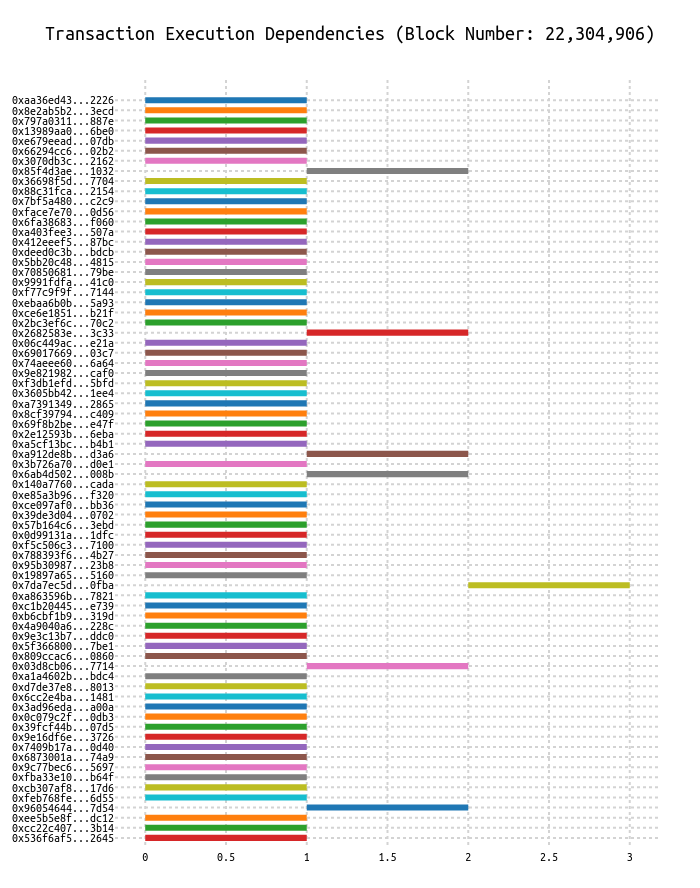 Transaction Execution Dependencies (Block Number: 22,304,906)
0xaa36ed43...2226
0x8e2ab5b2...3ecd
0x797a0311...887e
0x13989aa0...6be0
0xe679eead...07db
0x66294cc6...02b2
0x3070db3c...2162
0x85f4d3ae...1032
0x36698f5d...7704
0x88c31fca...2154
0x7bf5a480...c2c9
0xface7e70...0d56
0x6fa38683...f060
0xa403fee3...507a
0x412eeef5...87bc
0xdeed0c3b...bdcb
0x5bb20c48...4815
0x70850681...79be
0x9991fdfa...41c0
0xf77c9f9f...7144
0xebaa6b0b...5a93
0xce6e1851...b21f
0x2bc3ef6c...70c2
0x2682583e...3c33
0x06c449ac...e21a
0x69017669...03c7
0x74aeee60...6a64
0x9e821982...caf0
0xf3db1efd...5bfd
0x3605bb42...1ee4
0xa7391349...2865
0x8cf39794...c409
0x69f8b2be...e47f
0x2e12593b...6eba
0xa5cf13bc...b4b1
0xa912de8b...d3a6
0x3b726a70...d0e1
0x6ab4d502...008b
0x140a7760...cada
0xe85a3b96...f320
0xce097af0...bb36
0x39de3d04...0702
0x57b164c6...3ebd
0x0d99131a...1dfc
0xf5c506c3...7100
0x788393f6...4b27
0x95b30987...23b8
0x19897a65...5160
0x7da7ec5d...0fba
0xa863596b...7821
0xc1b20445...e739
0xb6cbf1b9...319d
0x4a9040a6...228c
0x9e3c13b7...ddc0
0x5f366800...7be1
0x809ccac6...0860
0x03d8cb06...7714
0xa1a4602b...bdc4
0xd7de37e8...8013
0x6cc2e4ba...1481
0x3ad96eda...a00a
0x0c079c2f...0db3
0x39fcf44b...07d5
0x9e16df6e...3726
0x7409b17a...0d40
0x6873001a...74a9
0x9c77bec6...5697
0xfba33e10...b64f
0xcb307af8...17d6
0xfeb768fe...6d55
0x96054644...7d54
0xee5b5e8f...dc12
0xcc22c407...3b14
0x536f6af5...2645
0 0.5 1 1.5 2 2.5 3